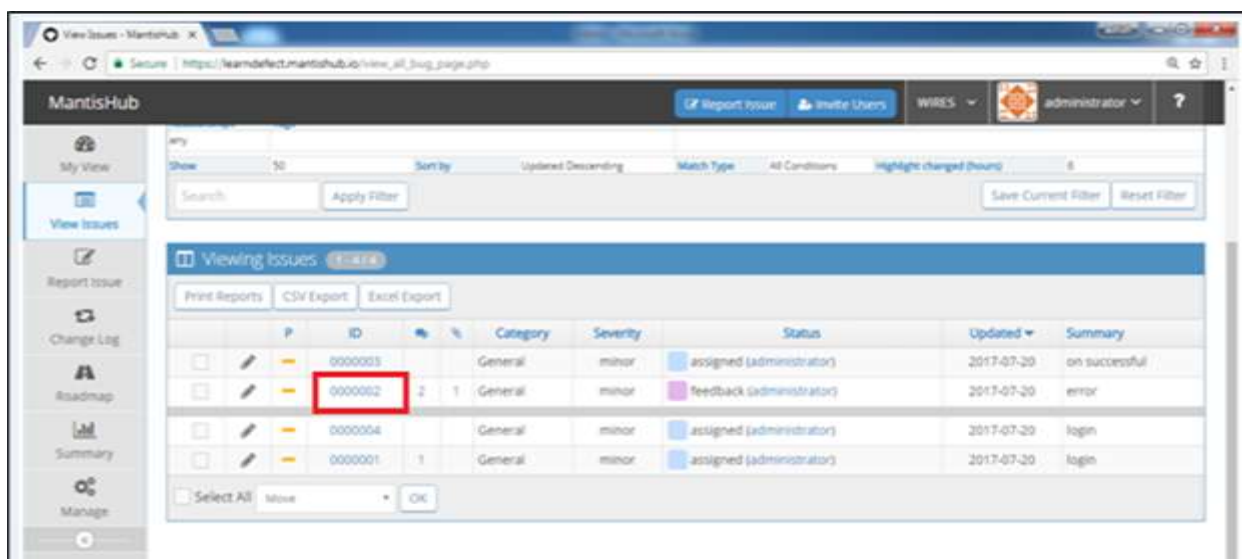 View Issues - MantisHub
Secure https://learndefect.mantishub.io/view_all_bug_page.php
MantisHub
Report Issue
Invite Users
WIRES
administrator
?
My View
View Issues
Report Issue
Change Log
Roadmap
Summary
Manage
any
Show 50 Sort by Updated Descending Match Type All Conditions Highlight changed (hours) 6
Search Apply Filter Save Current Filter Reset Filter
Viewing Issues 1 - 4 / 4
Print Reports CSV Export Excel Export
P ID Category Severity Status Updated Summary
0000003 General minor assigned (administrator) 2017-07-20 on successful
0000002 2 1 General minor feedback (administrator) 2017-07-20 error
0000004 General minor assigned (administrator) 2017-07-20 login
0000001 1 General minor assigned (administrator) 2017-07-20 login
Select All Move OK